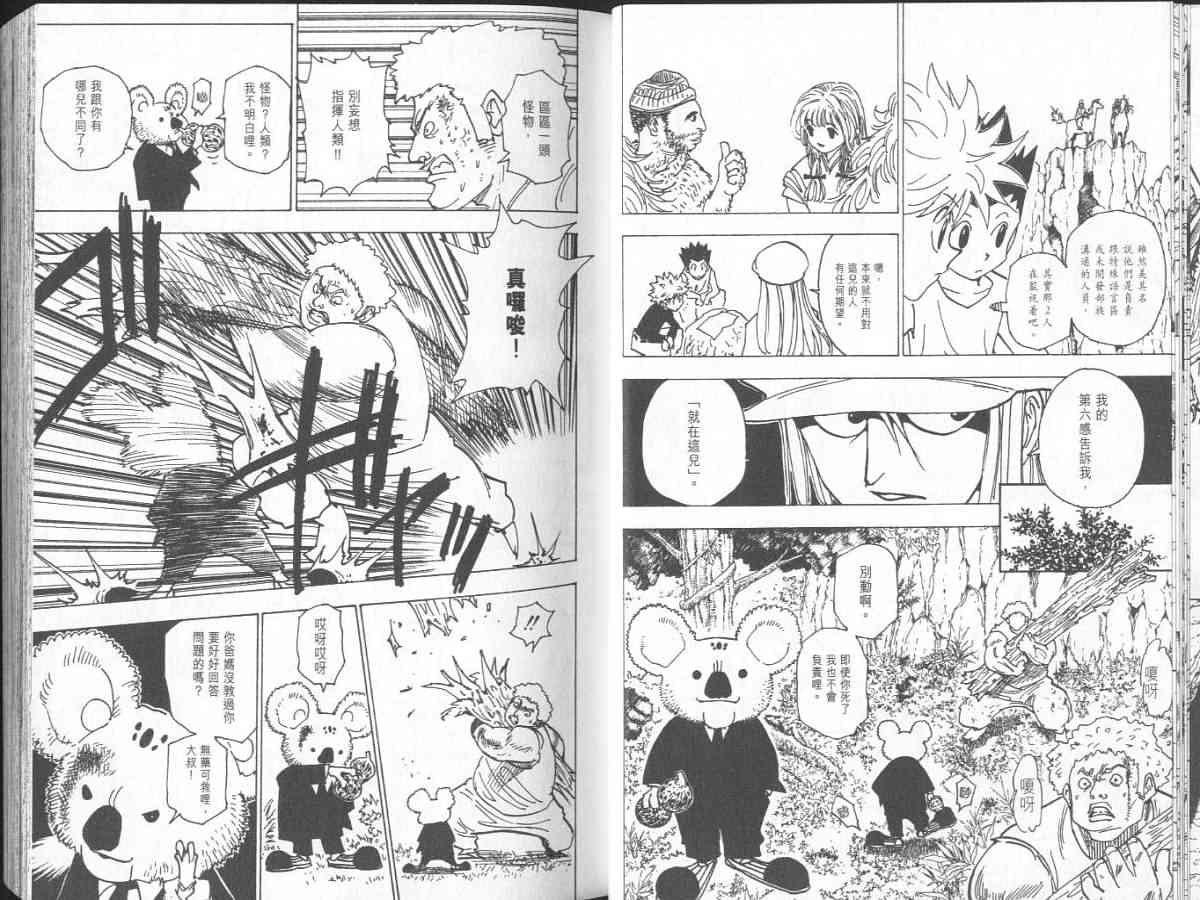 雖然美其名
說他們是負責
跟特殊語言區
或未開發部族
溝通的人員，
其實那2人
在監視着吧。
嗯，
本來就不用對
這兒的人
有任何期望。
我的
第六感告訴我，
「就在這兒」。
別動啊。
即使你死了
我也不會
負責哩。
嗄呀
嗄呀
區區一頭
怪物，
別妄想
指揮人類!!
怪物？人類？
我不明白哩。
我跟你有
哪兒不同了？
真囉唆！
!!
哎呀
哎呀
你爸媽沒教過你
要好好回答
問題的嗎？
無藥可救哩，
大叔！